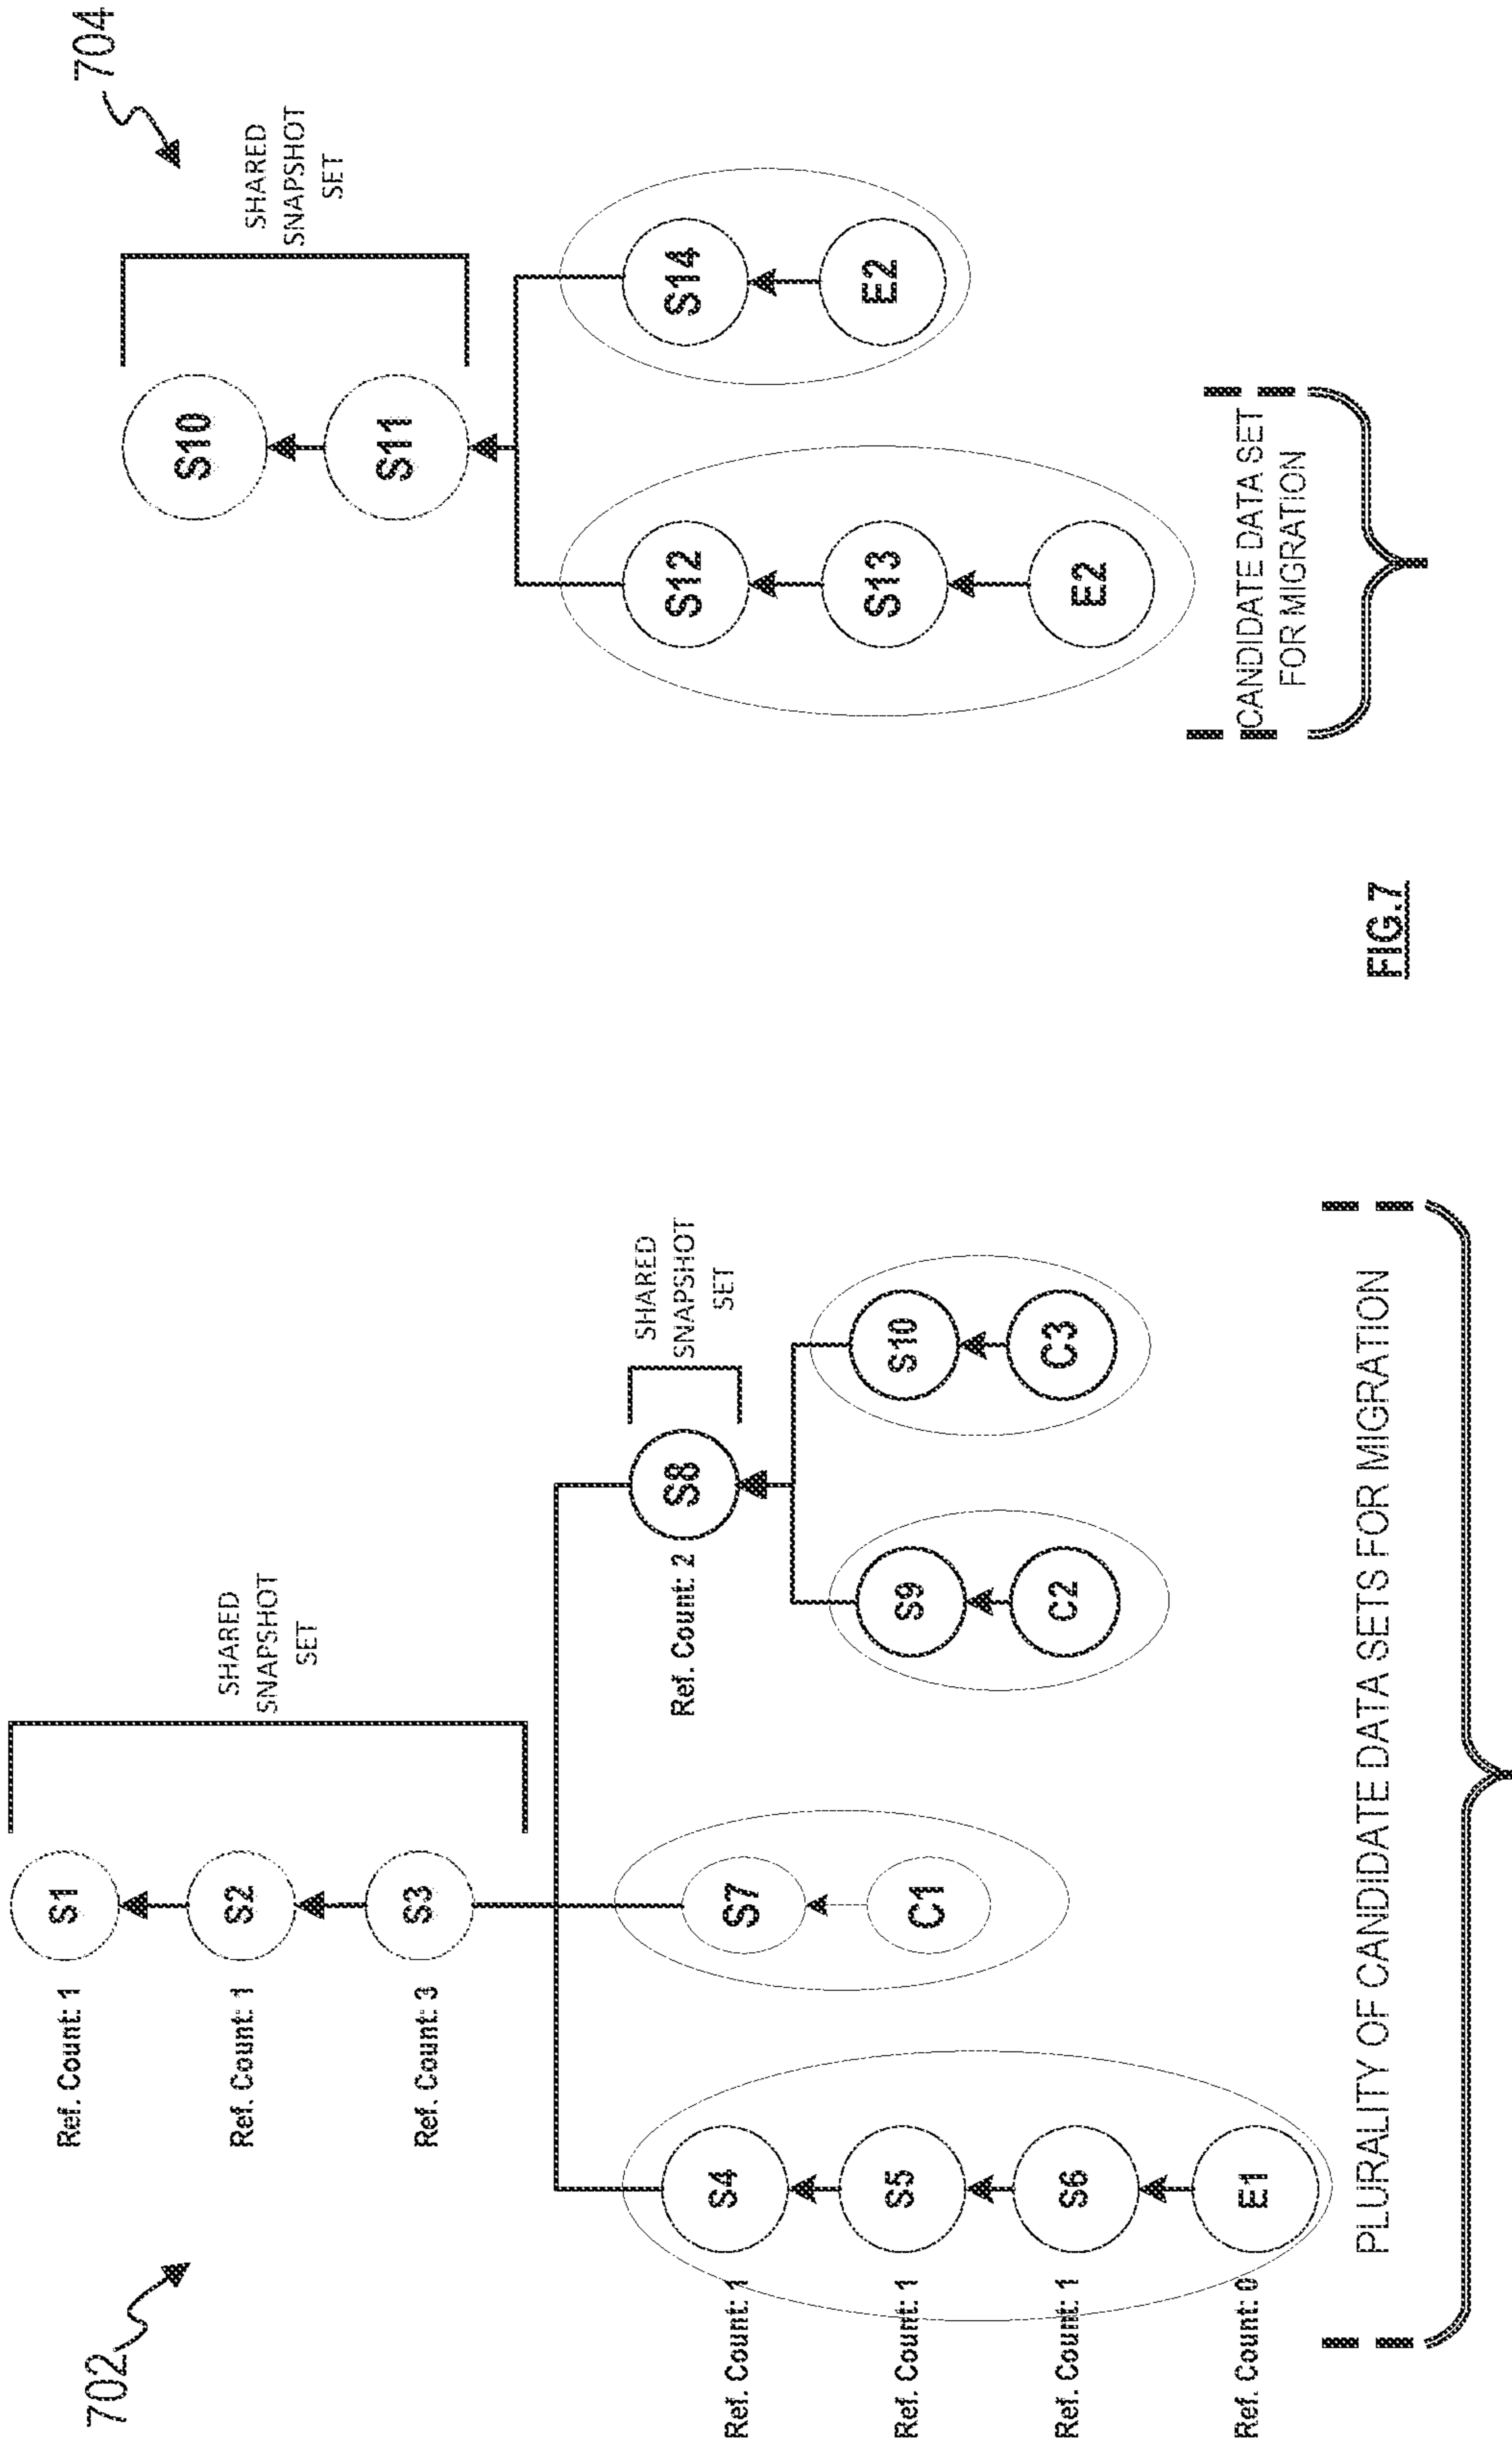 702
Ref. Count: 1
S1
Ref. Count: 1
S2
Ref. Count: 3
S3
SHARED
SNAPSHOT
SET
Ref. Count: 1
S4
Ref. Count: 1
S5
Ref. Count: 1
S6
Ref. Count: 0
E1
S7
C1
Ref. Count: 2
S8
SHARED
SNAPSHOT
SET
S9
C2
S10
C3
PLURALITY OF CANDIDATE DATA SETS FOR MIGRATION
704
S10
S11
SHARED
SNAPSHOT
SET
S12
S13
E2
S14
E2
CANDIDATE DATA SET
FOR MIGRATION
FIG.7